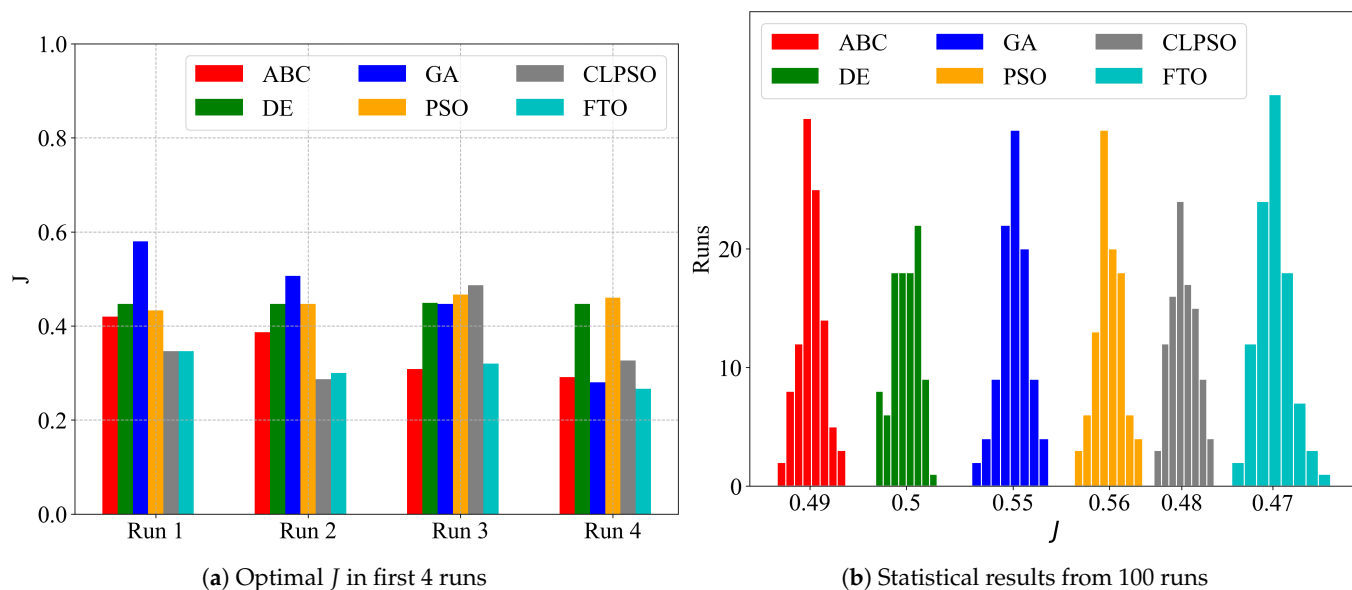 1.0
0.8
0.6
0.4
0.2
0.0
J
ABC
GA
CLPSO
DE
PSO
FTO
Run 1
Run 2
Run 3
Run 4
(a) Optimal J in first 4 runs
20
10
0
Runs
ABC
GA
CLPSO
DE
PSO
FTO
0.49
0.5
0.55
0.56
0.48
0.47
J
(b) Statistical results from 100 runs